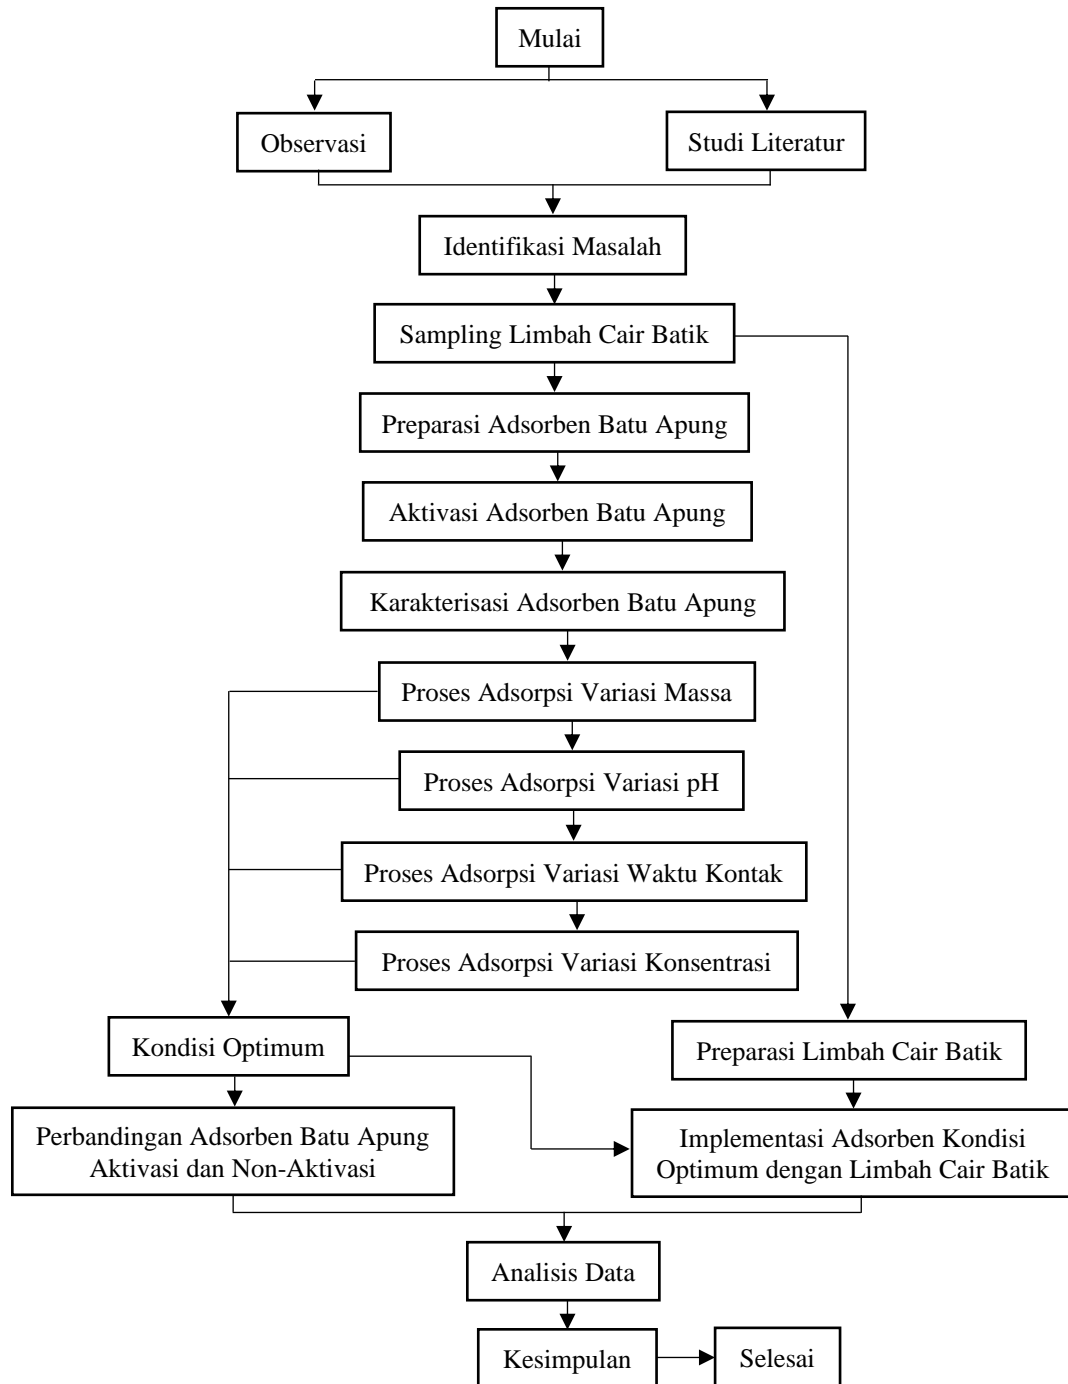 Mulai
Observasi
Studi Literatur
Identifikasi Masalah
Sampling Limbah Cair Batik
Preparasi Adsorben Batu Apung
Aktivasi Adsorben Batu Apung
Karakterisasi Adsorben Batu Apung
Proses Adsorpsi Variasi Massa
Proses Adsorpsi Variasi pH
Proses Adsorpsi Variasi Waktu Kontak
Proses Adsorpsi Variasi Konsentrasi
Kondisi Optimum
Preparasi Limbah Cair Batik
Perbandingan Adsorben Batu Apung
Aktivasi dan Non-Aktivasi
Implementasi Adsorben Kondisi
Optimum dengan Limbah Cair Batik
Analisis Data
Kesimpulan
Selesai